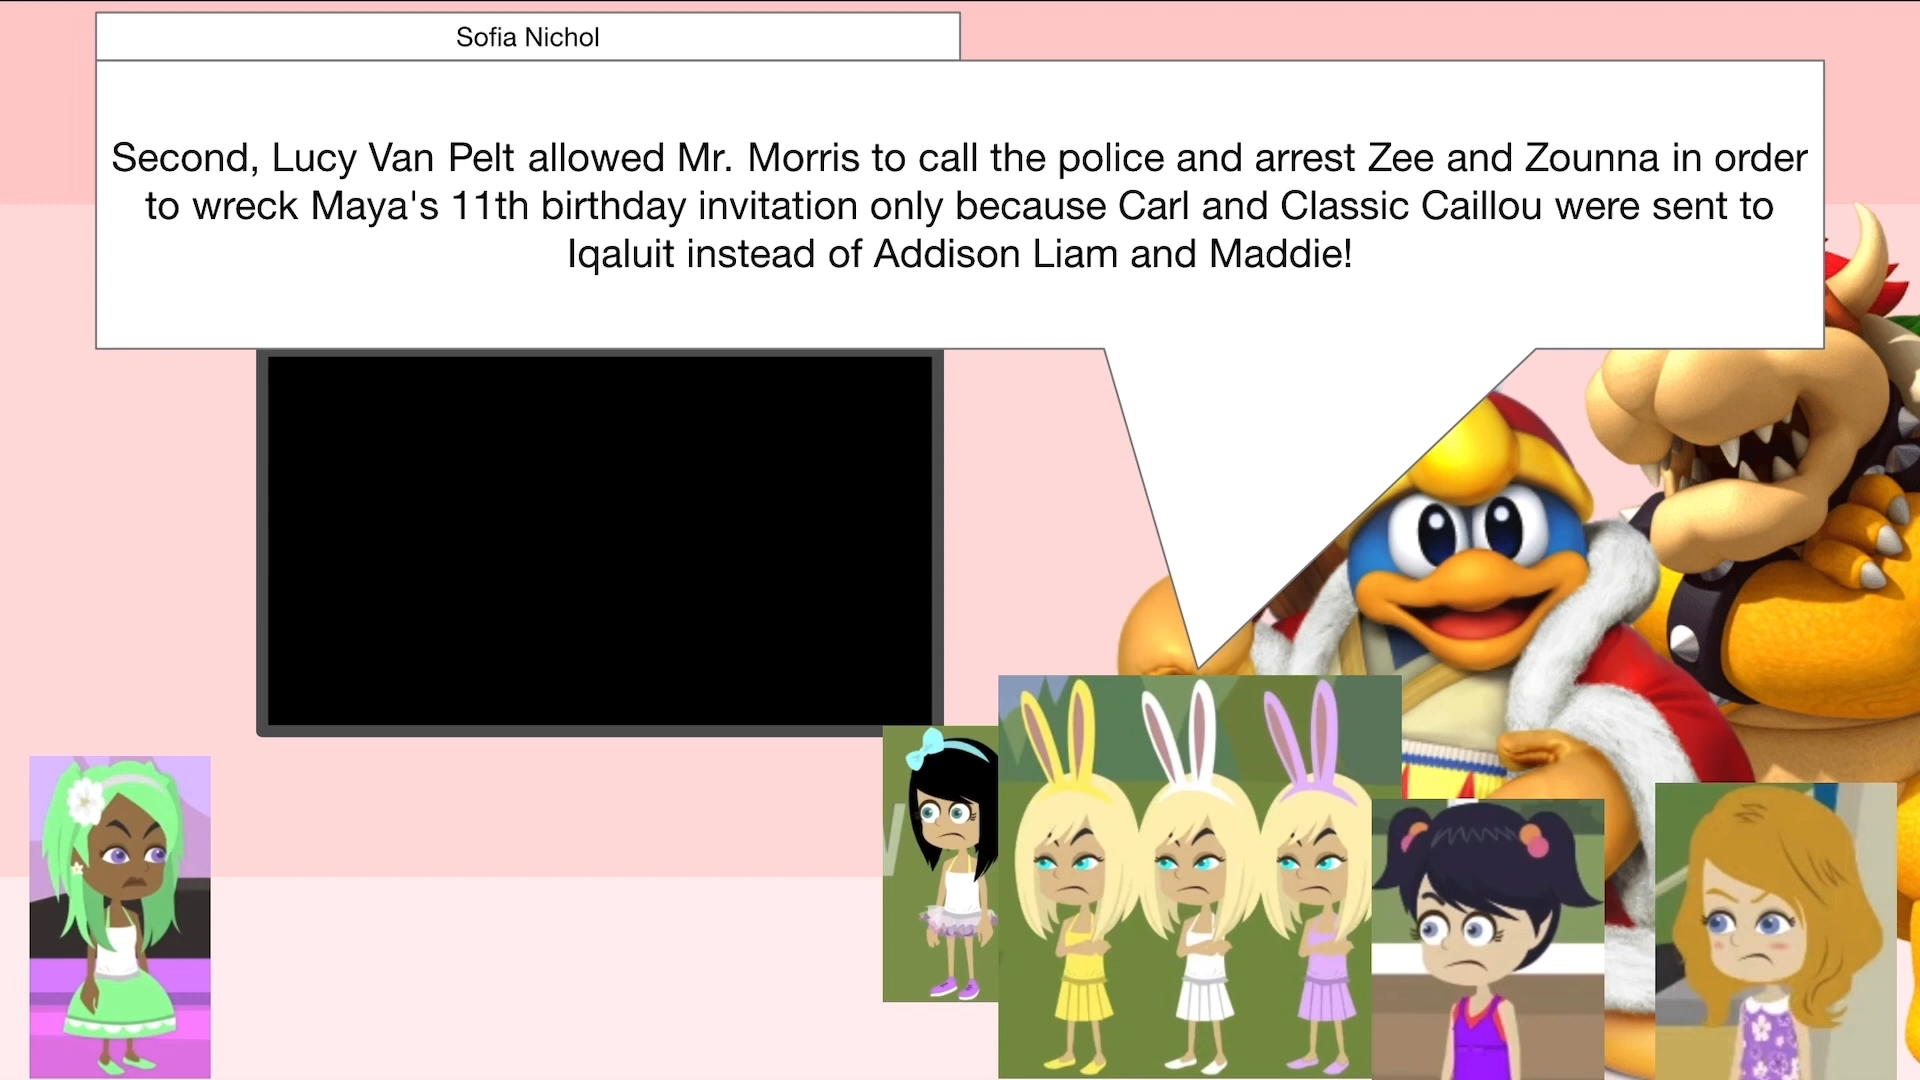 Sofia Nichol
Second, Lucy Van Pelt allowed Mr. Morris to call the police and arrest Zee and Zounna in order
to wreck Maya's 11th birthday invitation only because Carl and Classic Caillou were sent to
Iqaluit instead of Addison Liam and Maddie!